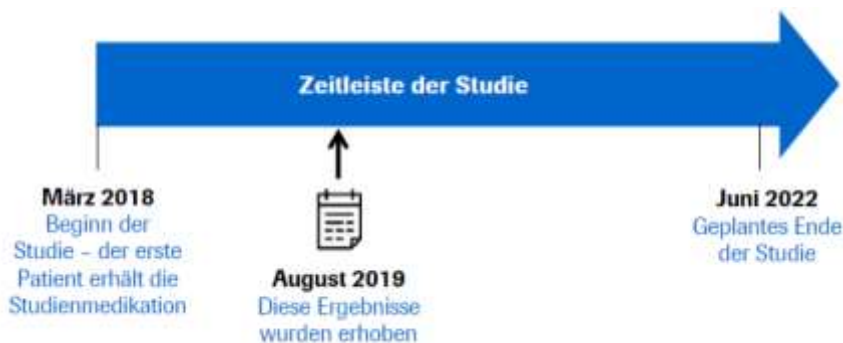 Zeitleiste der Studie
März 2018
Beginn der
Studie – der erste
Patient erhält die
Studienmedikation
August 2019
Diese Ergebnisse
wurden erhoben
Juni 2022
Geplantes Ende
der Studie